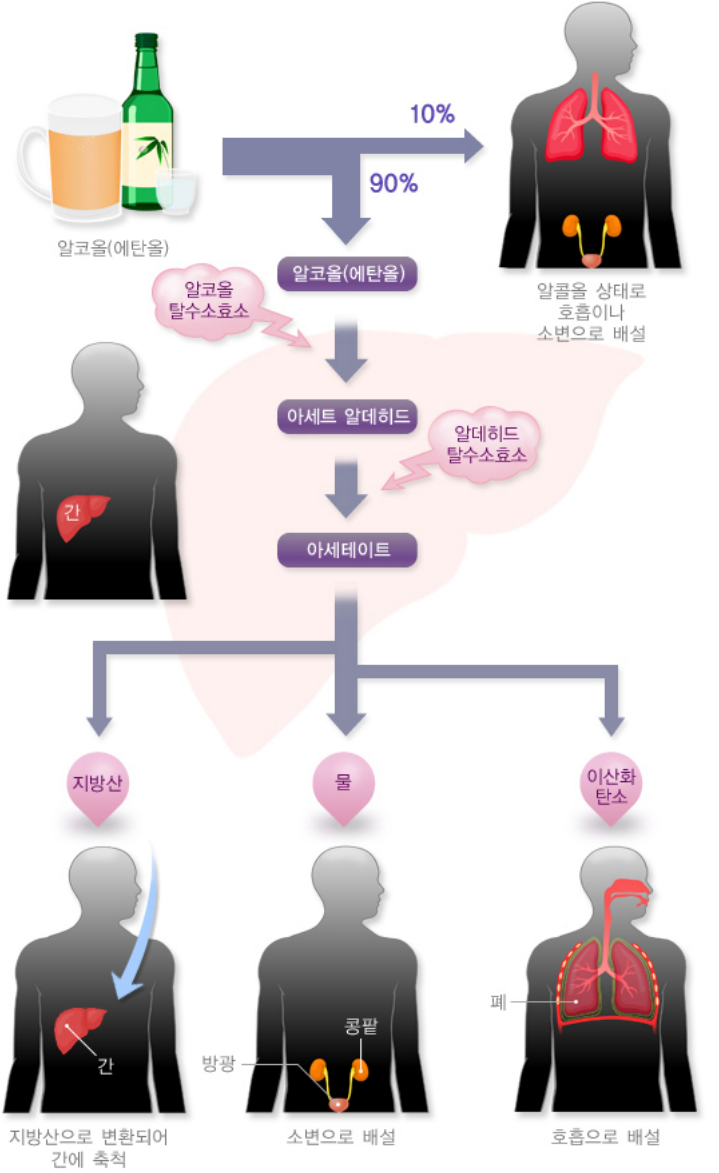 10%
90%
알코올(에탄올)
알코올(에탄올)
알콜올 상태로
호흡이나
소변으로 배설
알코올
탈수소효소
아세트 알데히드
알데히드
탈수소효소
간
아세테이트
지방산
물
이산화
탄소
간
방광
콩팥
폐
지방산으로 변환되어
간에 축척
소변으로 배설
호흡으로 배설